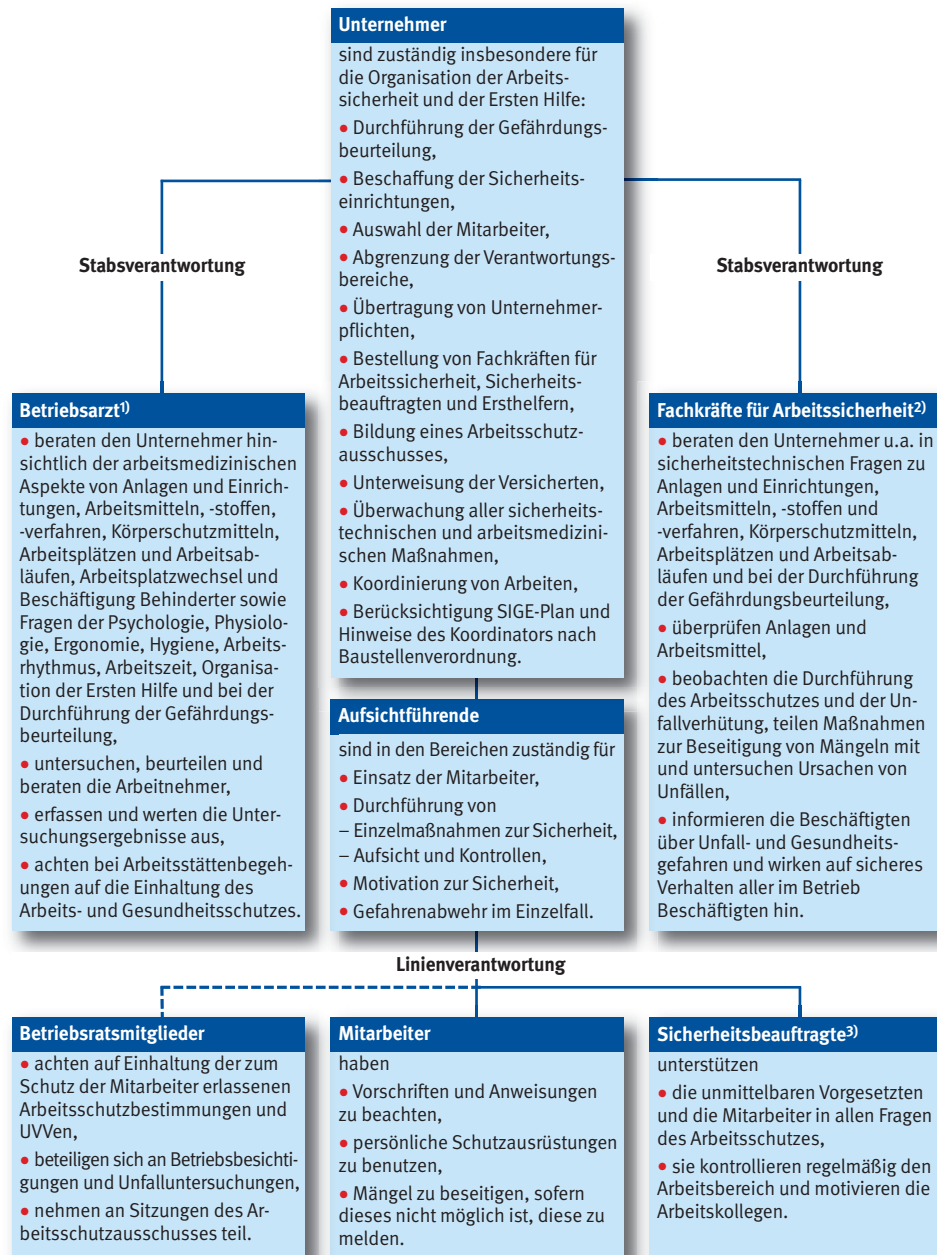 Unternehmer
sind zuständig insbesondere für
die Organisation der Arbeits-
sicherheit und der Ersten Hilfe:
• Durchführung der Gefährdungs-
beurteilung,
• Beschaffung der Sicherheits-
einrichtungen,
• Auswahl der Mitarbeiter,
• Abgrenzung der Verantwortungs-
bereiche,
• Übertragung von Unternehmer-
pflichten,
• Bestellung von Fachkräften für
Arbeitssicherheit, Sicherheits-
beauftragten und Ersthelfern,
• Bildung eines Arbeitsschutz-
ausschusses,
• Unterweisung der Versicherten,
• Überwachung aller sicherheits-
technischen und arbeitsmedizini-
schen Maßnahmen,
• Koordinierung von Arbeiten,
• Berücksichtigung SIGE-Plan und
Hinweise des Koordinators nach
Baustellenverordnung.
Stabsverantwortung
Stabsverantwortung
Betriebsarzt1)
• beraten den Unternehmer hin-
sichtlich der arbeitsmedizinischen
Aspekte von Anlagen und Einrich-
tungen, Arbeitsmitteln, -stoffen,
-verfahren, Körperschutzmitteln,
Arbeitsplätzen und Arbeitsab-
läufen, Arbeitsplatzwechsel und
Beschäftigung Behinderter sowie
Fragen der Psychologie, Physiolo-
gie, Ergonomie, Hygiene, Arbeits-
rhythmus, Arbeitszeit, Organisa-
tion der Ersten Hilfe und bei der
Durchführung der Gefährdungs-
beurteilung,
• untersuchen, beurteilen und
beraten die Arbeitnehmer,
• erfassen und werten die Unter-
suchungsergebnisse aus,
• achten bei Arbeitsstättenbegeh-
ungen auf die Einhaltung des
Arbeits- und Gesundheitsschutzes.
Fachkräfte für Arbeitssicherheit2)
• beraten den Unternehmer u.a. in
sicherheitstechnischen Fragen zu
Anlagen und Einrichtungen,
Arbeitsmitteln, -stoffen und
-verfahren, Körperschutzmitteln,
Arbeitsplätzen und Arbeitsab-
läufen und bei der Durchführung
der Gefährdungsbeurteilung,
• überprüfen Anlagen und
Arbeitsmittel,
• beobachten die Durchführung
des Arbeitsschutzes und der Un-
fallverhütung, teilen Maßnahmen
zur Beseitigung von Mängeln mit
und untersuchen Ursachen von
Unfällen,
• informieren die Beschäftigten
über Unfall- und Gesundheits-
gefahren und wirken auf sicheres
Verhalten aller im Betrieb
Beschäftigten hin.
Aufsichtführende
sind in den Bereichen zuständig für
• Einsatz der Mitarbeiter,
• Durchführung von
– Einzelmaßnahmen zur Sicherheit,
– Aufsicht und Kontrollen,
• Motivation zur Sicherheit,
• Gefahrenabwehr im Einzelfall.
Linienverantwortung
Betriebsratsmitglieder
• achten auf Einhaltung der zum
Schutz der Mitarbeiter erlassenen
Arbeitsschutzbestimmungen und
UVVen,
• beteiligen sich an Betriebsbesichti-
gungen und Unfalluntersuchungen,
• nehmen an Sitzungen des Ar-
beitsschutzausschusses teil.
Mitarbeiter
haben
• Vorschriften und Anweisungen
zu beachten,
• persönliche Schutzausrüstungen
zu benutzen,
• Mängel zu beseitigen, sofern
dieses nicht möglich ist, diese zu
melden.
Sicherheitsbeauftragte3)
unterstützen
• die unmittelbaren Vorgesetzten
und die Mitarbeiter in allen Fragen
des Arbeitsschutzes,
• sie kontrollieren regelmäßig den
Arbeitsbereich und motivieren die
Arbeitskollegen.